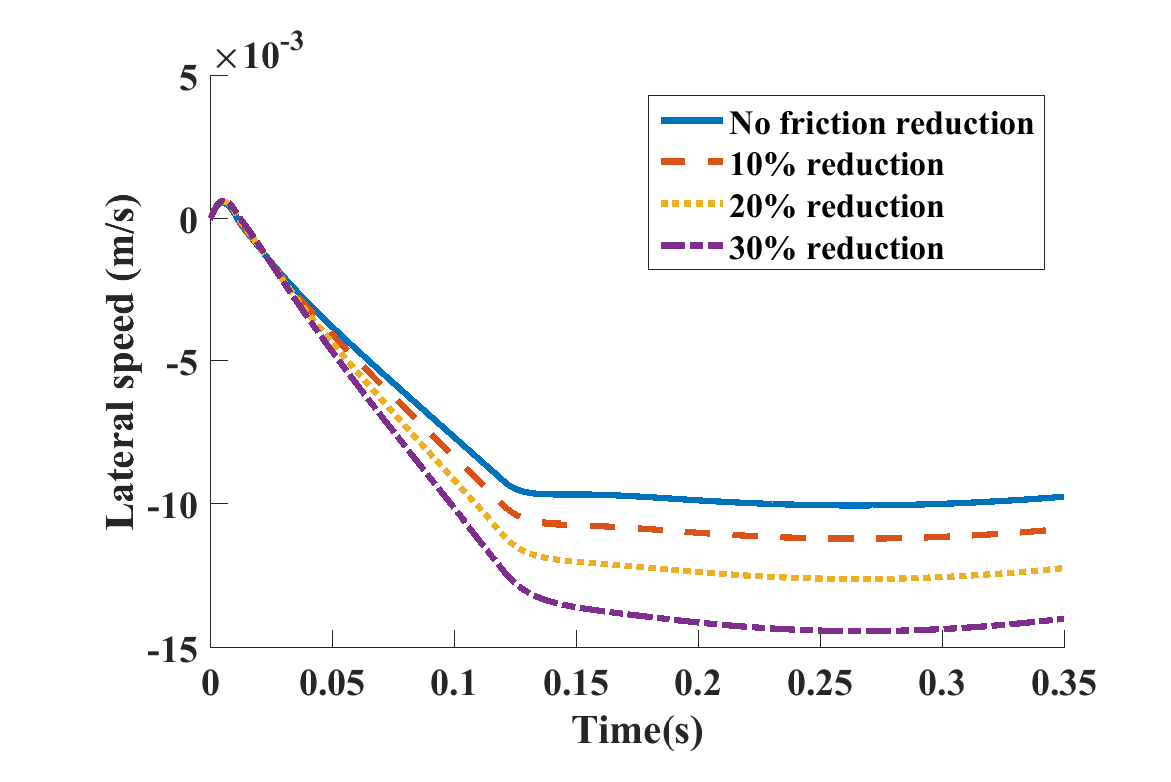 ×10-3
5
0
-5
-10
-15
Lateral speed (m/s)
No friction reduction
10% reduction
20% reduction
30% reduction
0 0.05 0.1 0.15 0.2 0.25 0.3 0.35
Time(s)